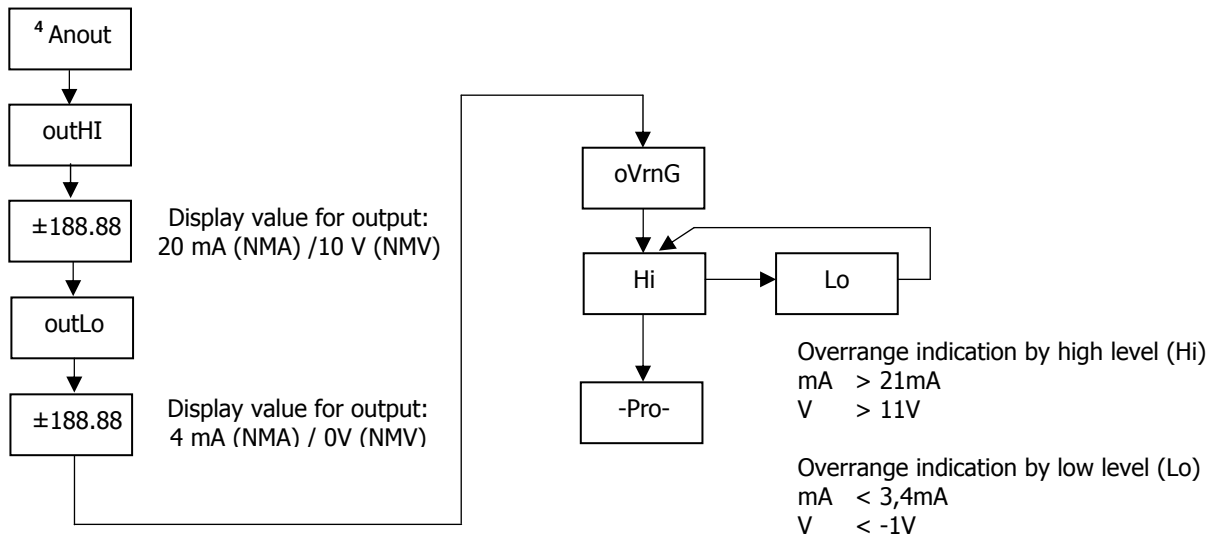 4 Anout
outHI
±188.88
Display value for output:
20 mA (NMA) /10 V (NMV)
outLo
±188.88
Display value for output:
4 mA (NMA) / 0V (NMV)
oVrnG
Hi
Lo
-Pro-
Overrange indication by high level (Hi)
mA > 21mA
V > 11V
Overrange indication by low level (Lo)
mA < 3,4mA
V < -1V